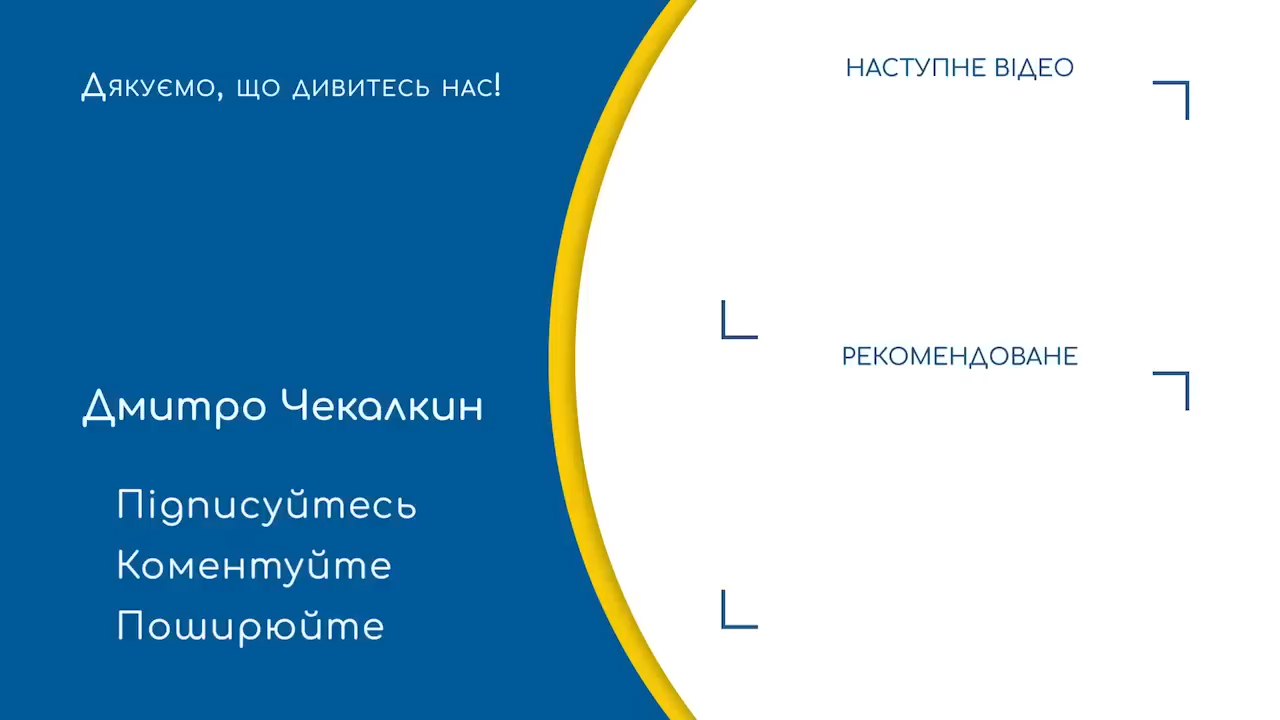 Дякуємо, що дивитесь нас!
Дмитро Чекалкин
Підписуйтесь
Коментуйте
Поширюйте
НАСТУПНЕ ВІДЕО
РЕКОМЕНДОВАНЕ